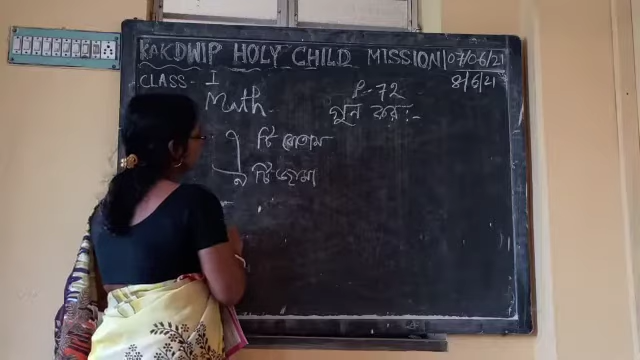 KAKDWIP HOLY CHILD MISSION 07/06/21
CLASS - I 8/6/21
Math P-72
গুন কর :-
টি বোতাম
টি জামা